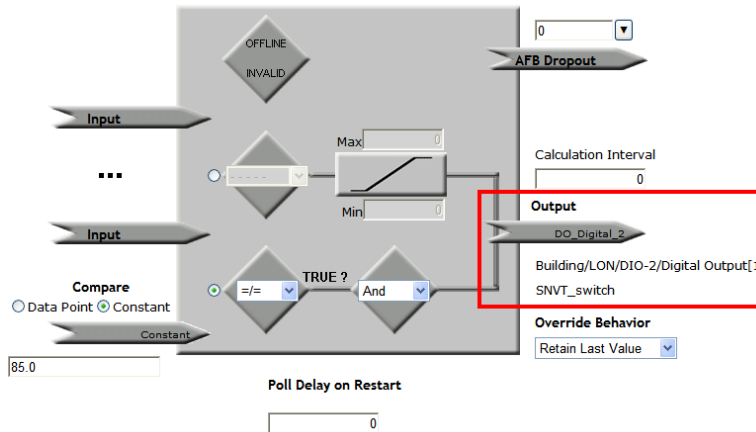 OFFLINE
INVALID
0
AFB Dropout
Input
Max 0
...
- - - - -
Calculation Interval
0
Min 0
Output
Input
DO_Digital_2
Building/LON/DIO-2/Digital Output[
SNVT_switch
Compare
Data Point Constant
=/=
TRUE ?
And
Constant
Override Behavior
Retain Last Value
85.0
Poll Delay on Restart
0